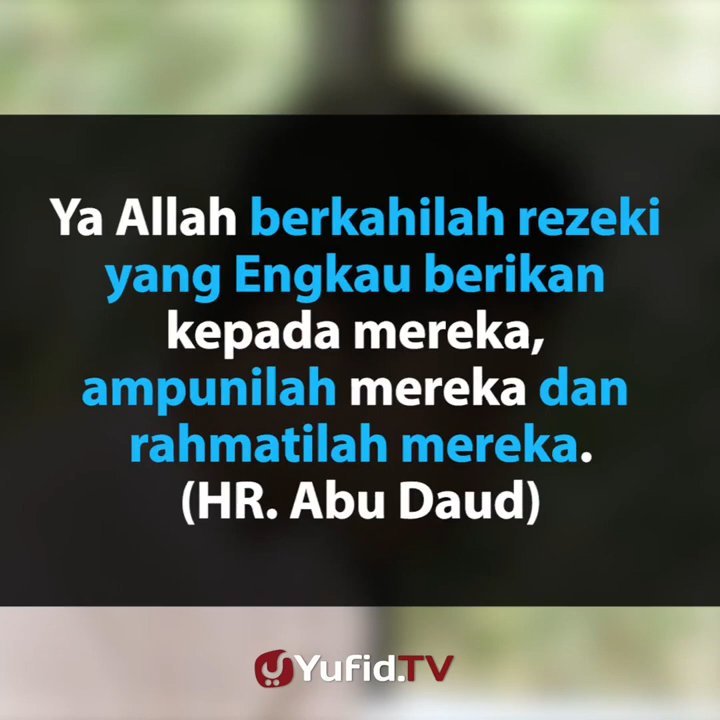 Ya Allah berkahilah rezeki
yang Engkau berikan
kepada mereka,
ampunilah mereka dan
rahmatilah mereka.
(HR. Abu Daud)
Yufid.TV